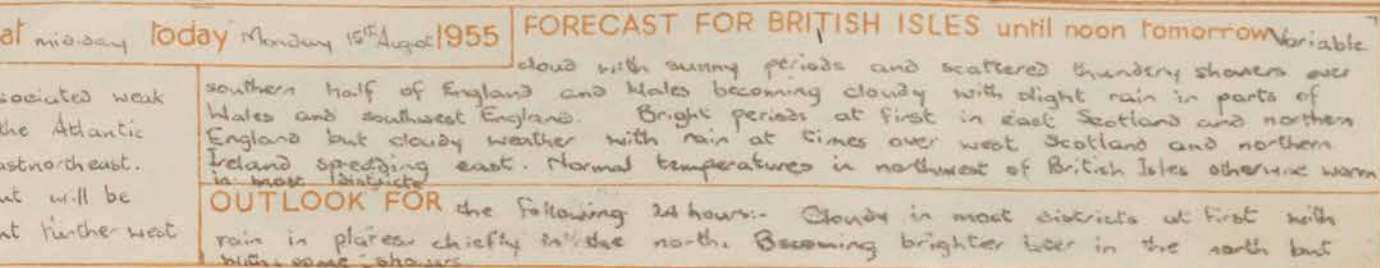 at midday today Monday 15th August 1955
sociated weak
the Atlantic
astnortheast.
ut will be
nt further west
FORECAST FOR BRITISH ISLES until noon tomorrow Variable
cloud with sunny periods and scattered thundery showers over
southern half of England and Wales becoming cloudy with slight rain in parts of
Wales and southwest England. Bright periods at first in east Scotland and northern
England but cloudy weather with rain at times over west Scotland and northern
Ireland spredding east. Normal temperatures in northwest of British Isles otherwise warm
in most districts
OUTLOOK FOR the following 24 hours:- Cloudy in most districts at first with
rain in places chiefly in the north. Becoming brighter later in the north but
with some showers